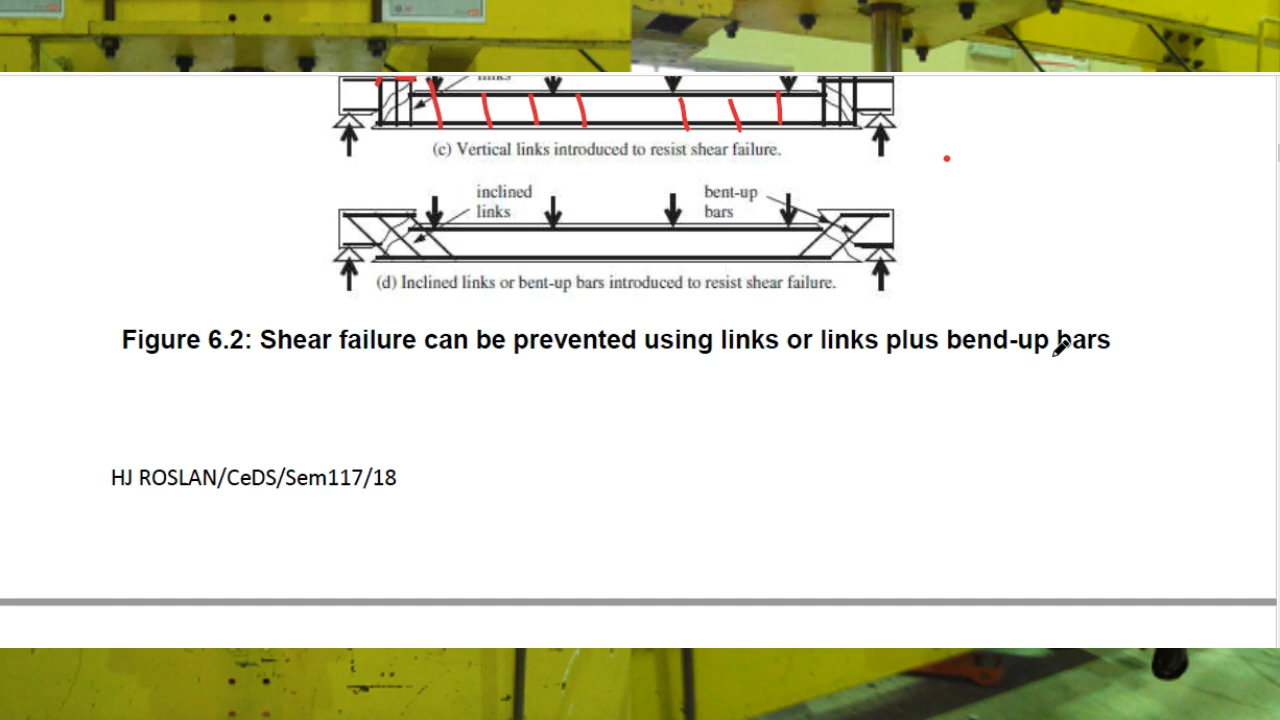 links
(c) Vertical links introduced to resist shear failure.
inclined
links
bent-up
bars
(d) Inclined links or bent-up bars introduced to resist shear failure.
Figure 6.2: Shear failure can be prevented using links or links plus bend-up bars
HJ ROSLAN/CeDS/Sem117/18